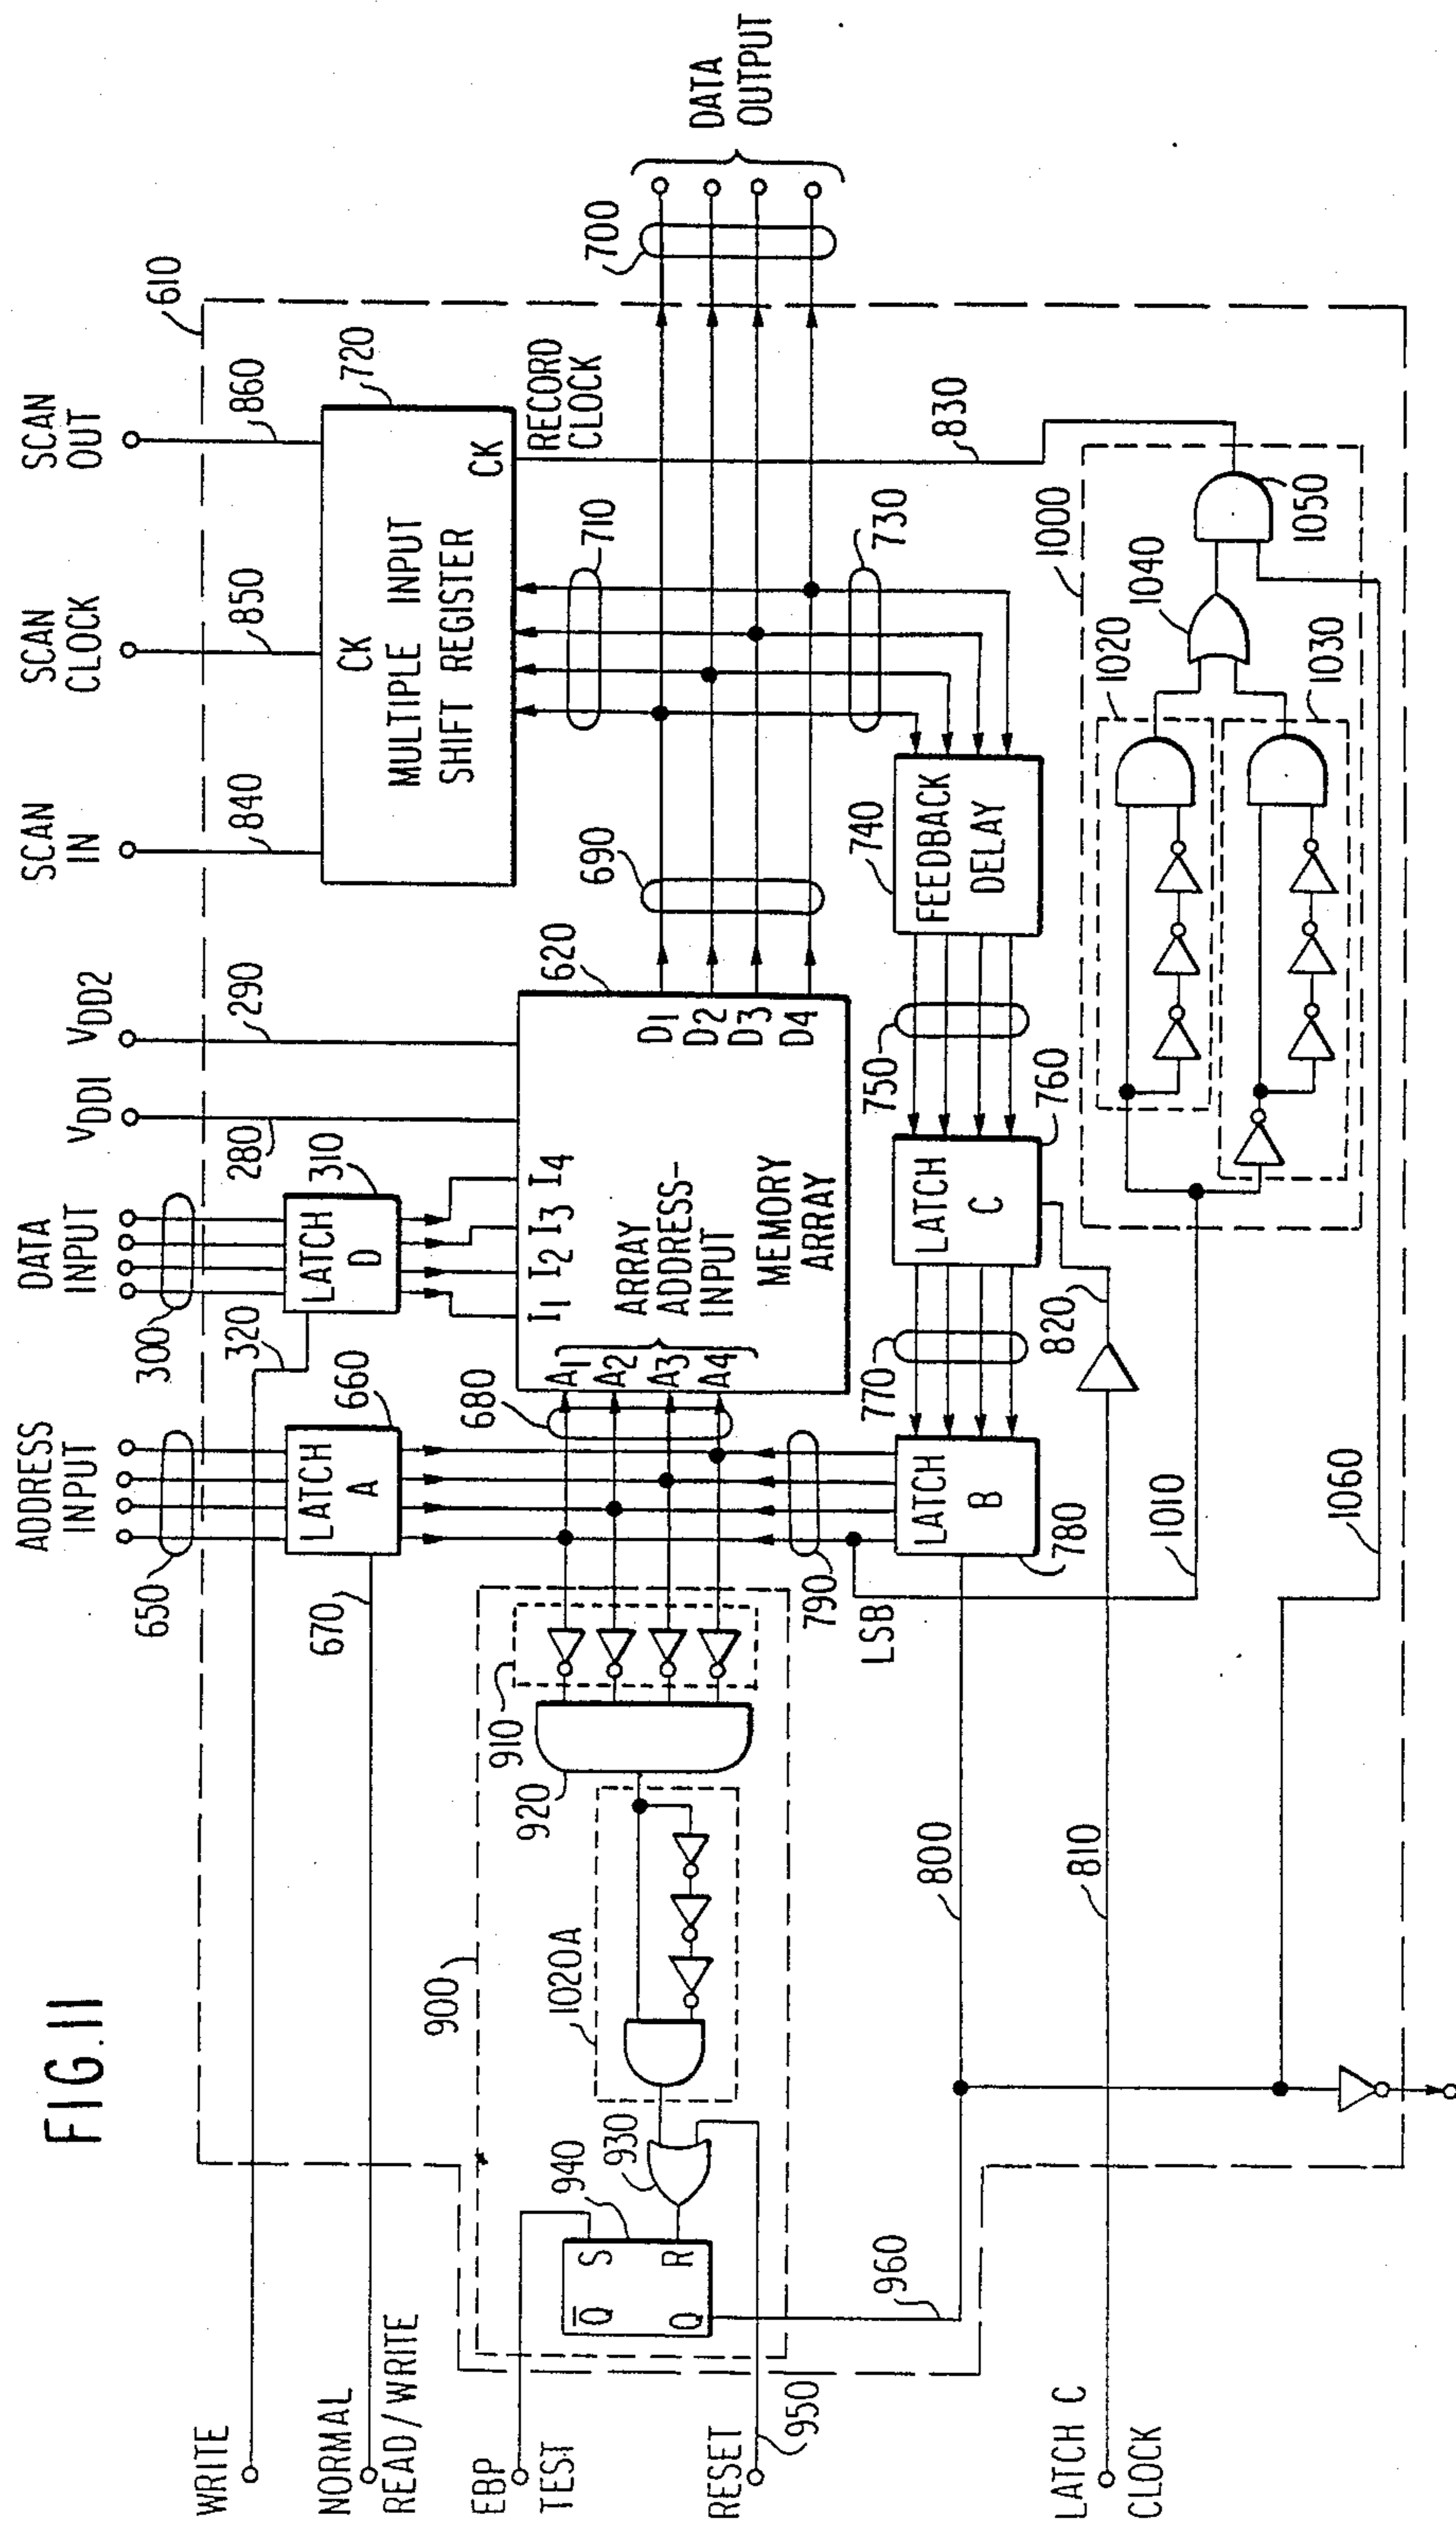 FIG.11
WRITE
NORMAL
READ/WRITE
EBP
TEST
RESET
LATCH C
CLOCK
ADDRESS
INPUT
DATA
INPUT
VDD1
VDD2
SCAN
IN
SCAN
CLOCK
SCAN
OUT
650
300
320
280
290
840
850
860
610
670
LATCH
A
660
LATCH
D
310
CK
MULTIPLE INPUT
SHIFT REGISTER
CK
720
RECORD
CLOCK
680
I1 I2 I3 I4
A1
A2
A3
A4
ARRAY
ADDRESS-
INPUT
MEMORY
ARRAY
D1
D2
D3
D4
620
690
710
700
DATA
OUTPUT
900
910
920
1020A
930
940
S
R
Q̅
Q
950
960
790
LSB
LATCH
B
780
770
LATCH
C
760
750
FEEDBACK
DELAY
740
730
830
800
810
820
1010
1060
1000
1020
1030
1040
1050